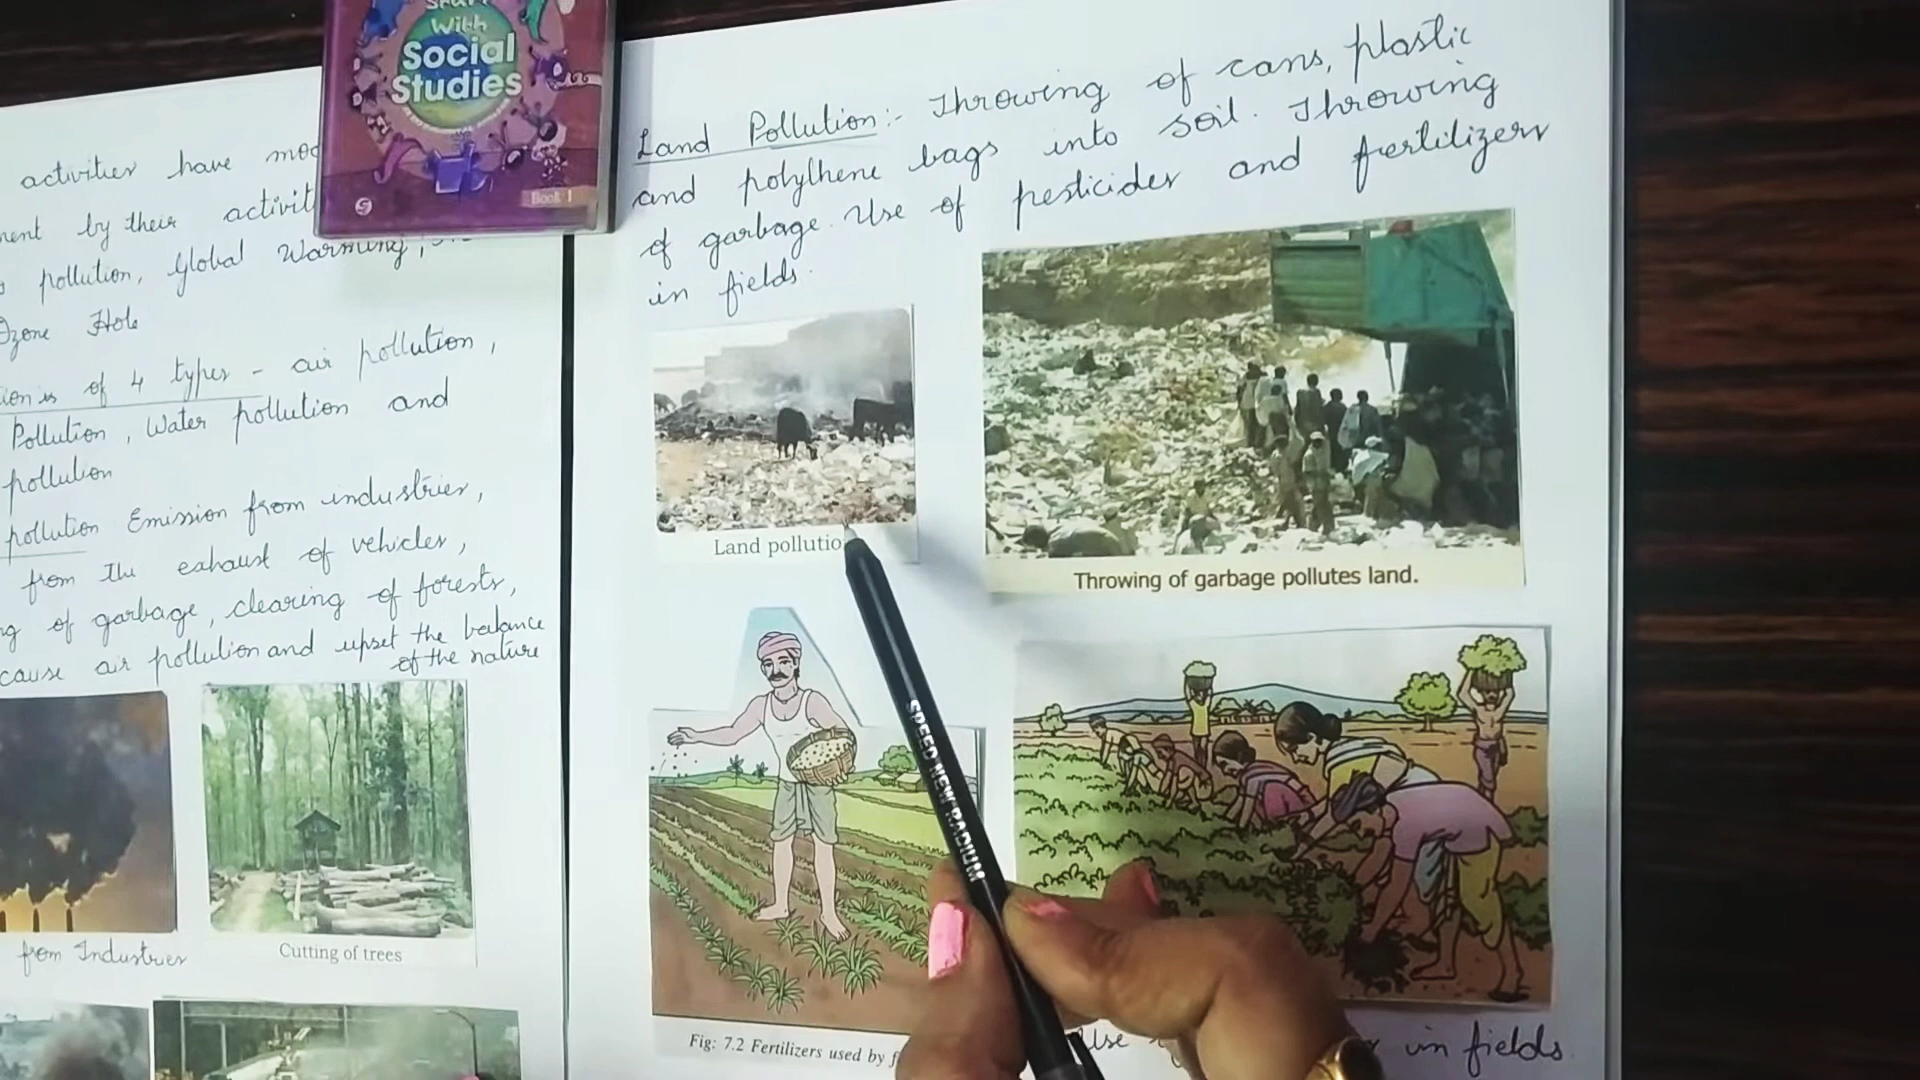 Start
With
Social
Studies
Book 1
activities have
ment by their
pollution, Global Warming,
Ozone Hole
of 4 types - air pollution,
Pollution, Water pollution and
pollution
pollution Emission from industries,
from the exhaust of vehicles,
of garbage, clearing of forests,
cause air pollution and upset the balance
of the nature
from Industries
Cutting of trees
Land Pollution:- Throwing of cans, plastic
and polythene bags into soil. Throwing
of garbage. Use of pesticides and fertilizers
in fields.
Land pollutio
Throwing of garbage pollutes land.
Fig: 7.2 Fertilizers used by f
Use
in fields
SPEED NEW RADIUM